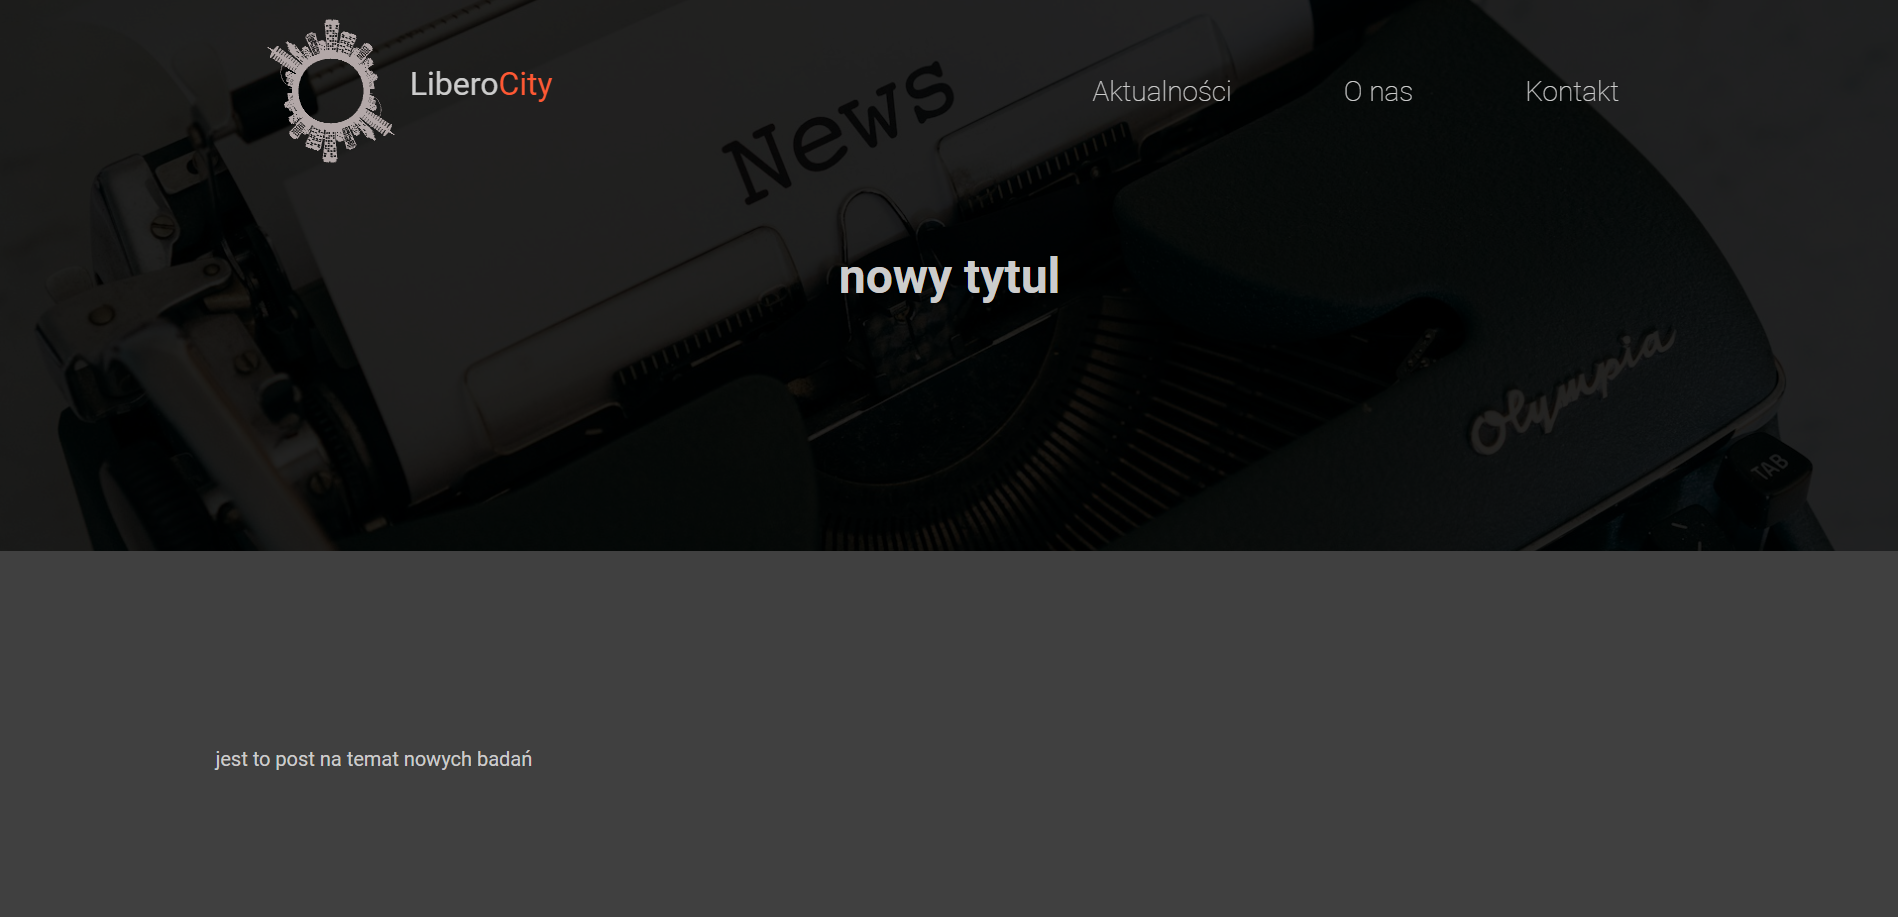 LiberoCity
Aktualności
O nas
Kontakt
News
nowy tytul
Olympia
TAB
jest to post na temat nowych badań